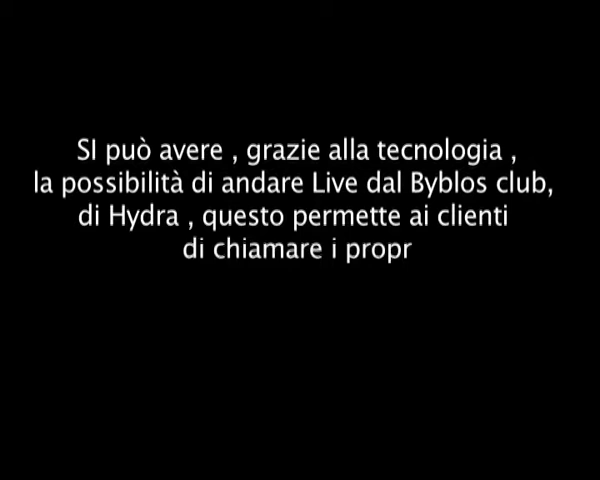 SI può avere , grazie alla tecnologia ,
la possibilità di andare Live dal Byblos club,
di Hydra , questo permette ai clienti
di chiamare i propr